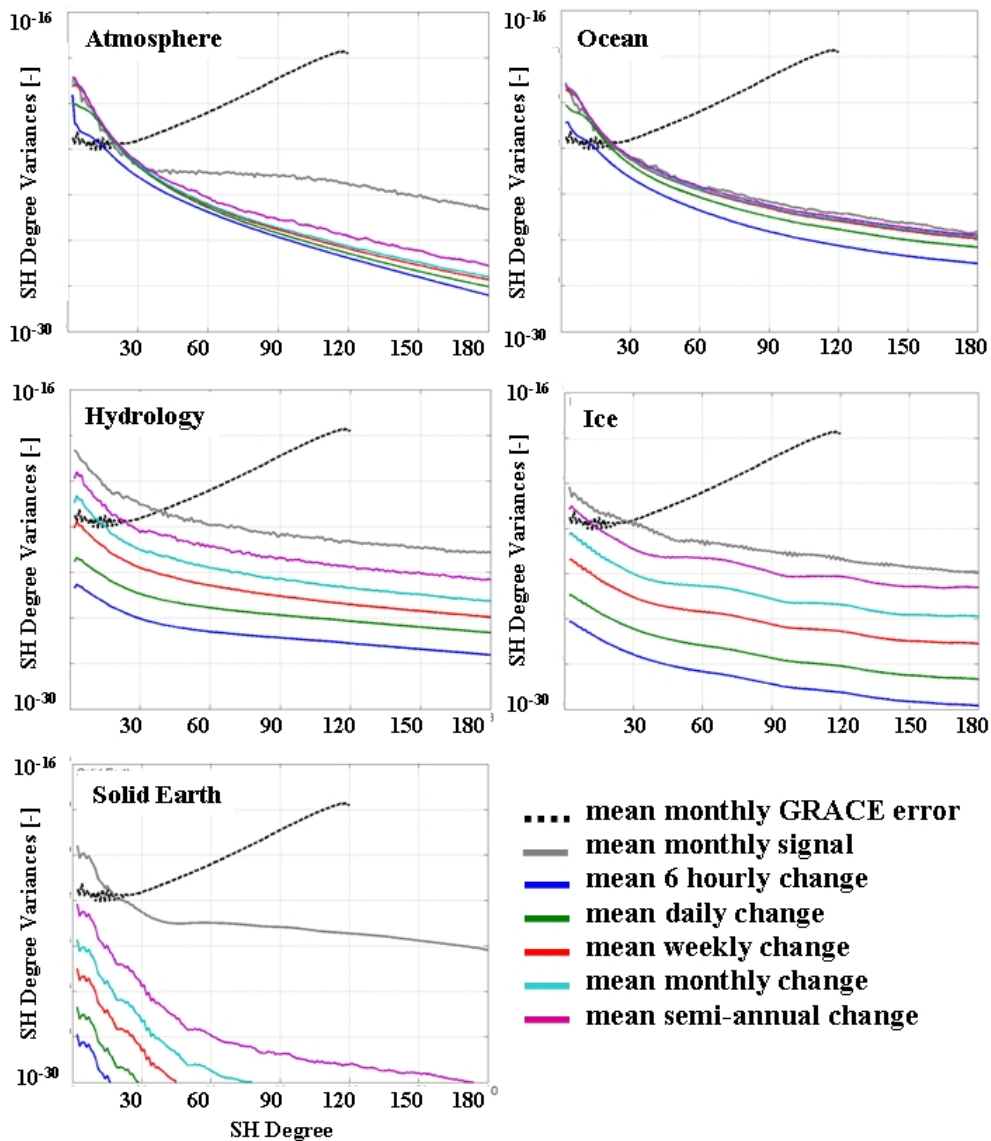 10-16
Atmosphere
SH Degree Variances [-]
10-30
30 60 90 120 150 180
10-16
Ocean
SH Degree Variances [-]
10-30
30 60 90 120 150 180
10-16
Hydrology
SH Degree Variances [-]
10-30
30 60 90 120 150 180
10-16
Ice
SH Degree Variances [-]
10-30
30 60 90 120 150 180
10-16
Solid Earth
SH Degree Variances [-]
10-30
30 60 90 120 150 180
SH Degree
mean monthly GRACE error
mean monthly signal
mean 6 hourly change
mean daily change
mean weekly change
mean monthly change
mean semi-annual change